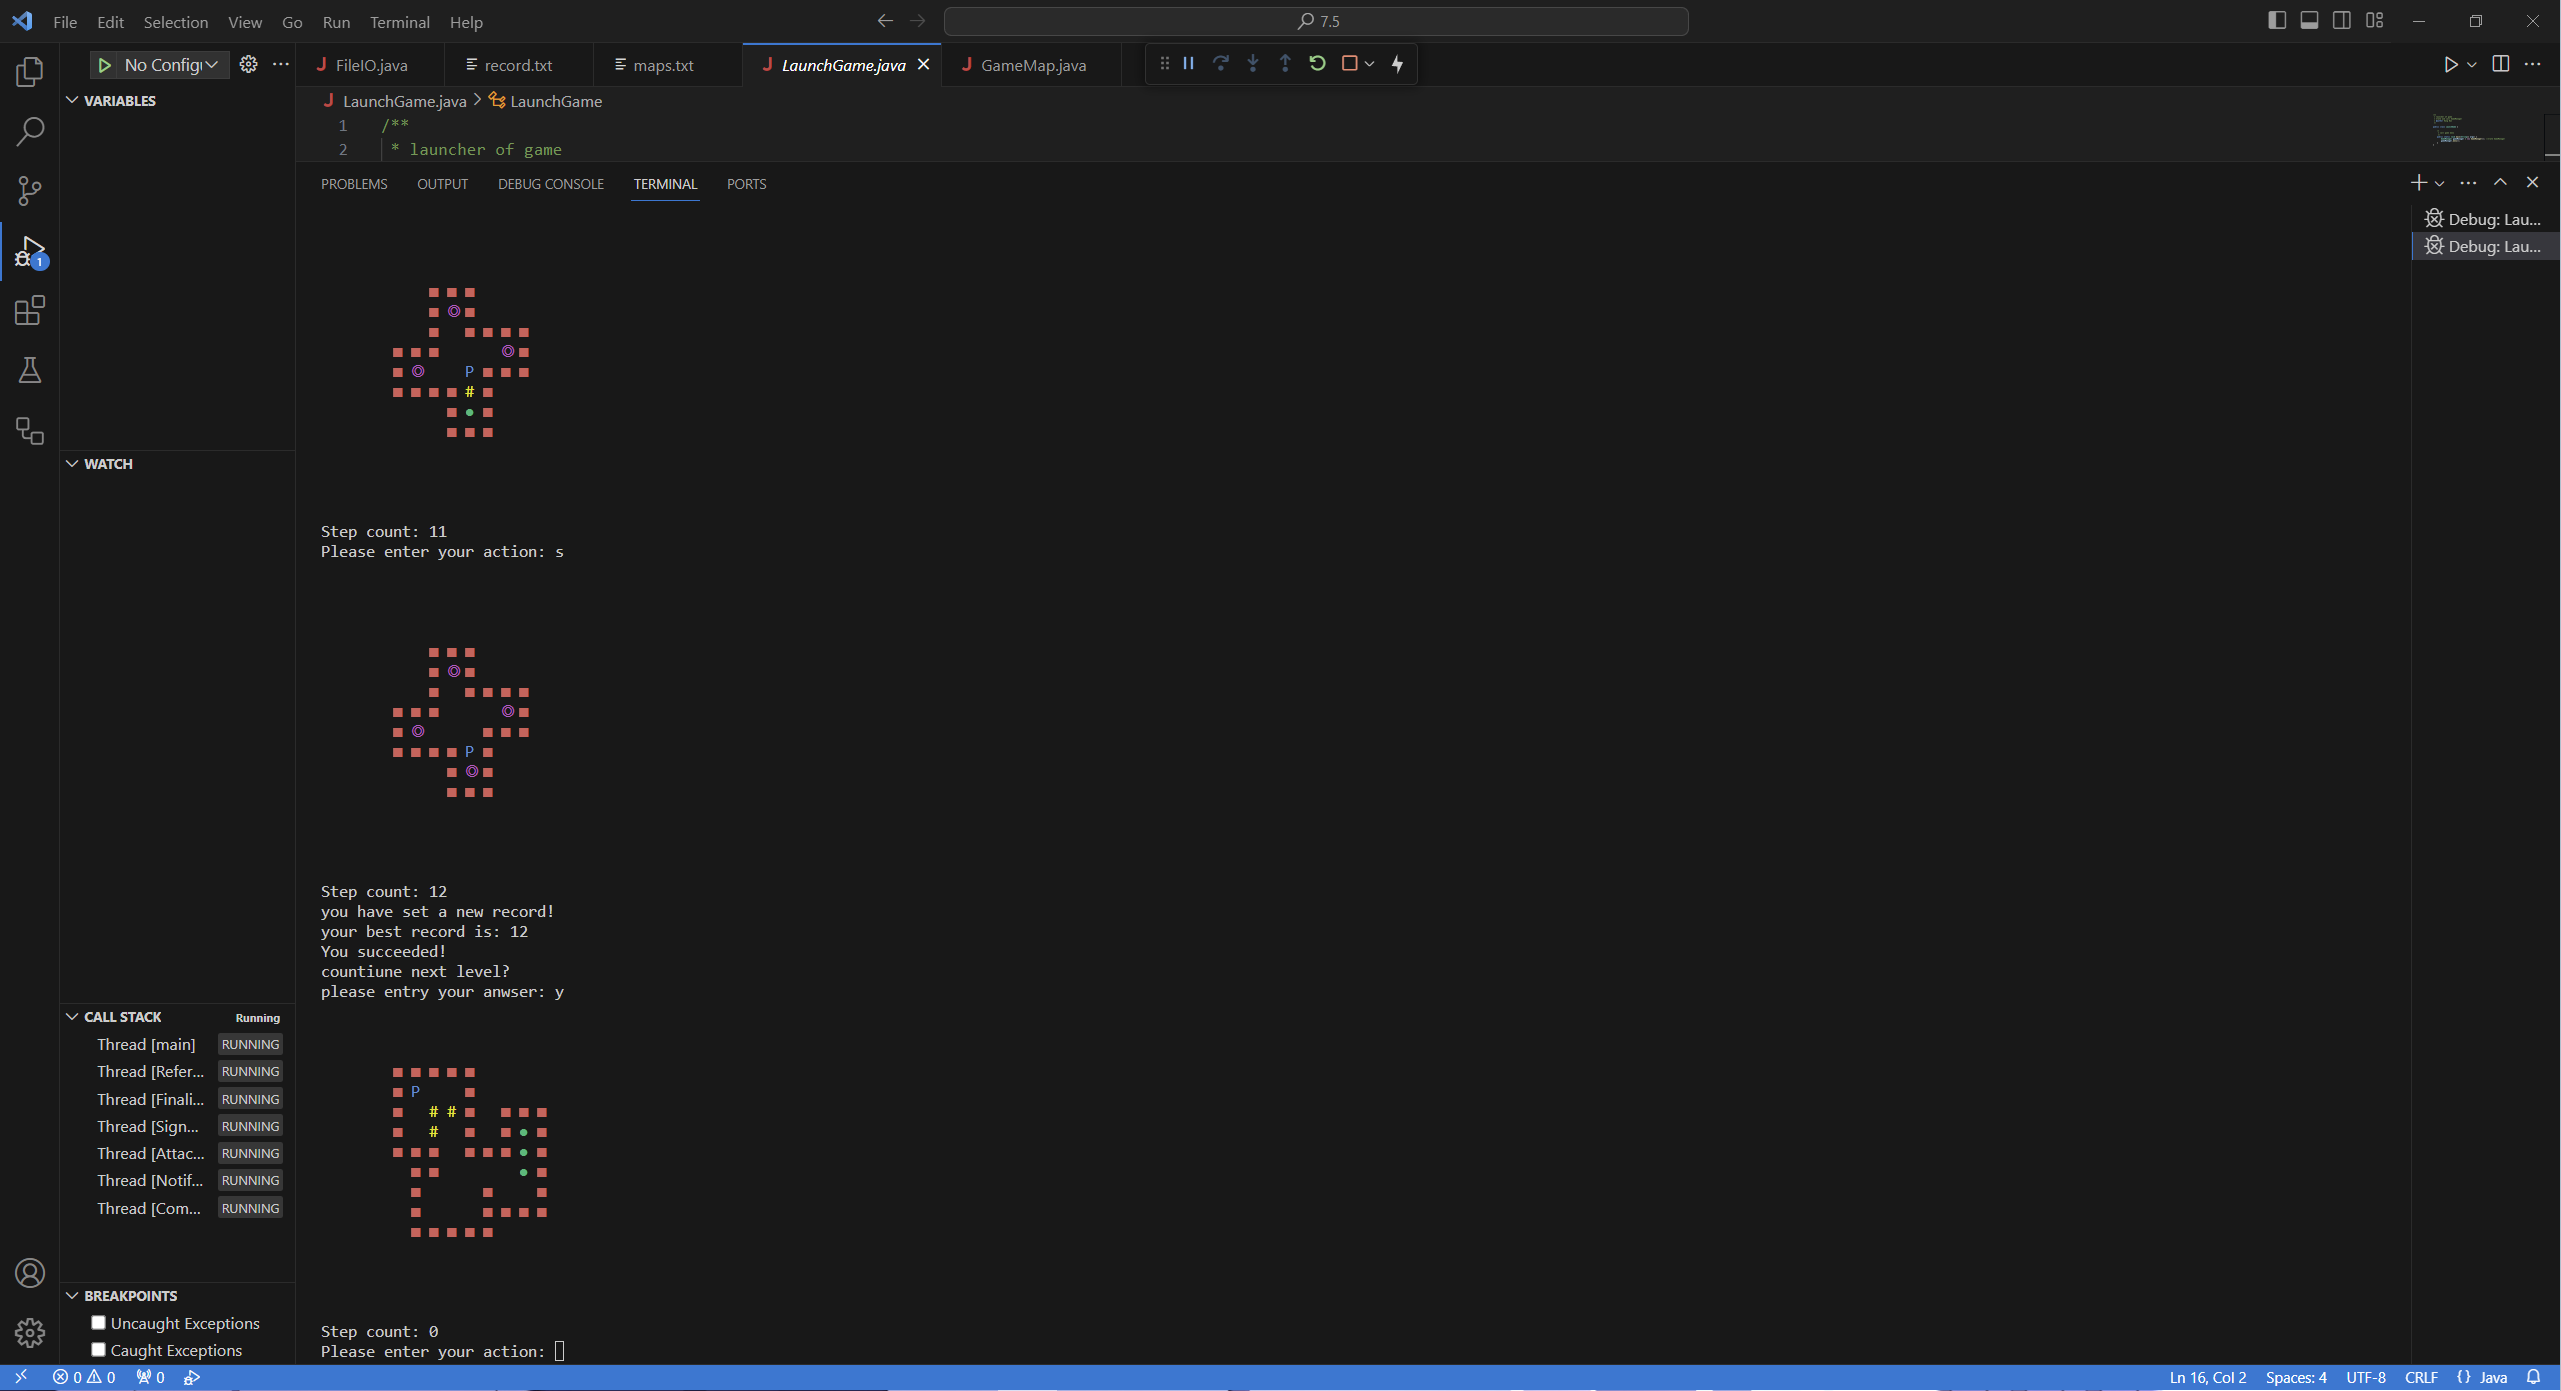 File Edit Selection View Go Run Terminal Help
7.5
No Configu
FileIO.java
record.txt
maps.txt
LaunchGame.java
GameMap.java
VARIABLES
LaunchGame.java > LaunchGame
1 /**
2 * launcher of game
PROBLEMS OUTPUT DEBUG CONSOLE TERMINAL PORTS
Debug: Lau...
Debug: Lau...
■ ■ ■
■ ◎ ■
■ ■ ■ ■ ■
■ ■ ■ ◎ ■
■ ◎ P ■ ■ ■
■ ■ ■ ■ # ■
■ ● ■
■ ■ ■
WATCH
Step count: 11
Please enter your action: s
■ ■ ■
■ ◎ ■
■ ■ ■ ■ ■
■ ■ ■ ◎ ■
■ ◎ ■ ■ ■
■ ■ ■ ■ P ■
■ ◎ ■
■ ■ ■
Step count: 12
you have set a new record!
your best record is: 12
You succeeded!
countiune next level?
please entry your anwser: y
CALL STACK Running
Thread [main] RUNNING
Thread [Refer... RUNNING
Thread [Finali... RUNNING
Thread [Sign... RUNNING
Thread [Attac... RUNNING
Thread [Notif... RUNNING
Thread [Com... RUNNING
■ ■ ■ ■ ■
■ P ■
■ # # ■ ■ ■ ■
■ # ■ ■ ● ■
■ ■ ■ ■ ■ ■ ● ■
■ ■ ● ■
■ ■ ■
■ ■ ■ ■ ■
■ ■ ■ ■ ■
BREAKPOINTS
Uncaught Exceptions
Caught Exceptions
Step count: 0
Please enter your action:
1
0 0 0
Ln 16, Col 2 Spaces: 4 UTF-8 CRLF {} Java